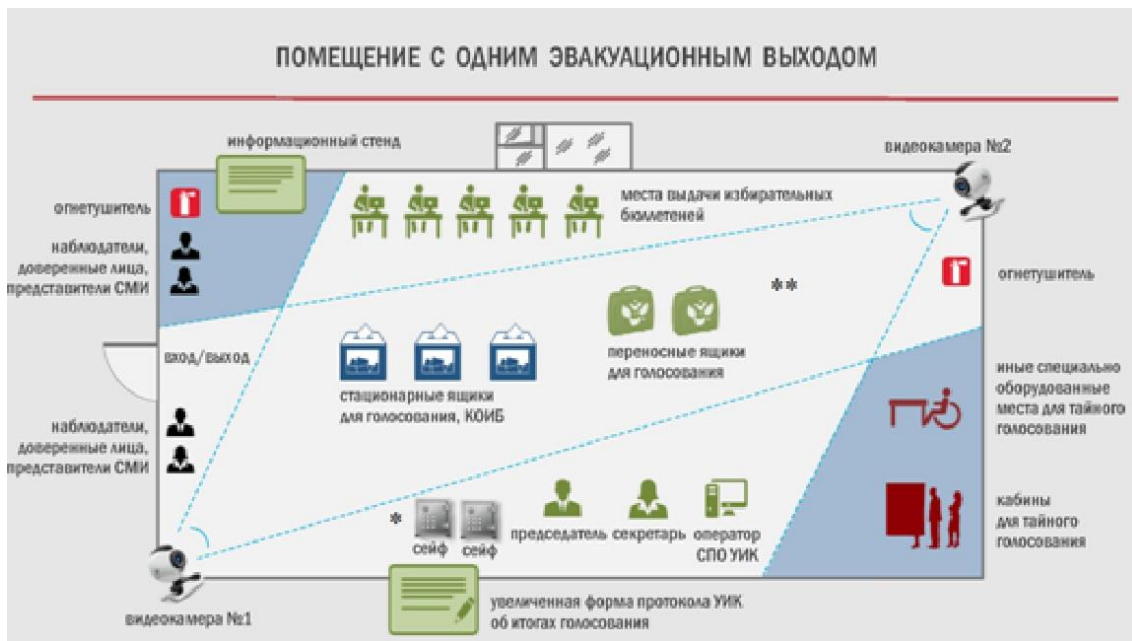 ПОМЕЩЕНИЕ С ОДНИМ ЭВАКУАЦИОННЫМ ВЫХОДОМ
информационный стенд
видеокамера №2
огнетушитель
места выдачи избирательных
бюллетеней
наблюдатели,
доверенные лица,
представители СМИ
огнетушитель
**
вход/выход
переносные ящики
для голосования
стационарные ящики
для голосования, КОИБ
иные специально
оборудованные
места для тайного
голосования
наблюдатели,
доверенные лица,
представители СМИ
*
сейф
сейф
председатель
секретарь
оператор
СПО УИК
кабины
для тайного
голосования
видеокамера №1
увеличенная форма протокола УИК
об итогах голосования